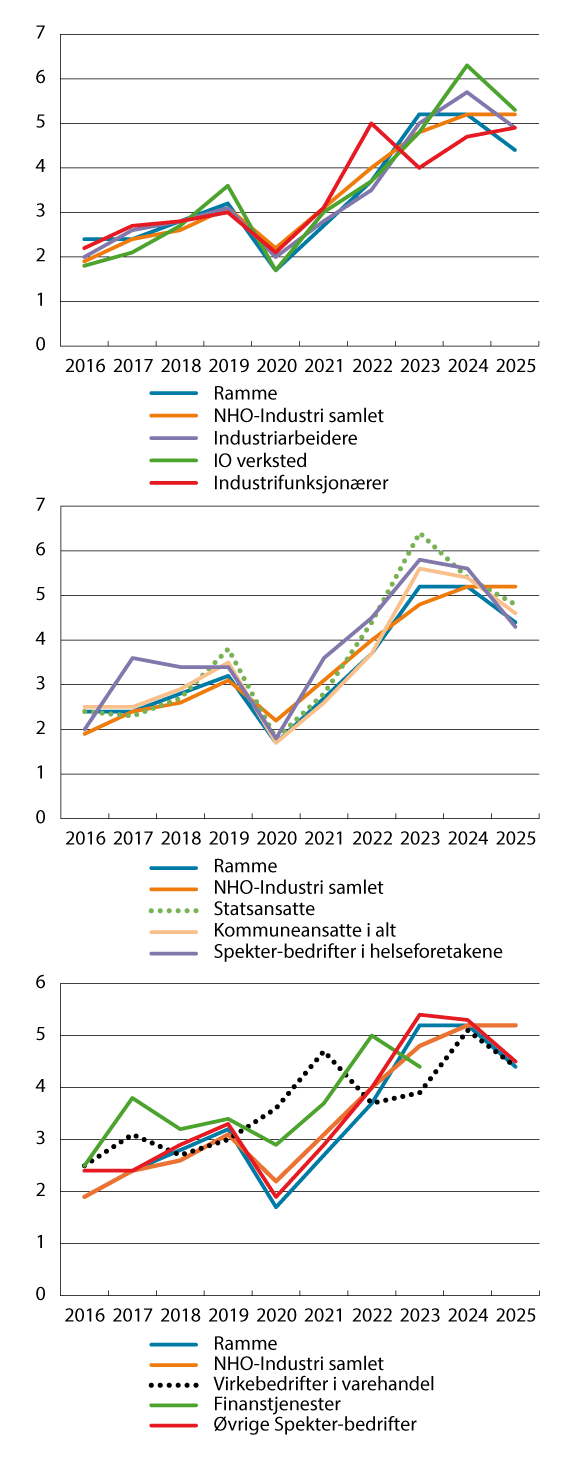 7
6
5
4
3
2
1
0
2016 2017 2018 2019 2020 2021 2022 2023 2024 2025
Ramme
NHO-Industri samlet
Industriarbeidere
IO verksted
Industrifunksjonærer
7
6
5
4
3
2
1
0
2016 2017 2018 2019 2020 2021 2022 2023 2024 2025
Ramme
NHO-Industri samlet
Statsansatte
Kommuneansatte i alt
Spekter-bedrifter i helseforetakene
6
5
4
3
2
1
0
2016 2017 2018 2019 2020 2021 2022 2023 2024 2025
Ramme
NHO-Industri samlet
Virkebedrifter i varehandel
Finanstjenester
Øvrige Spekter-bedrifter